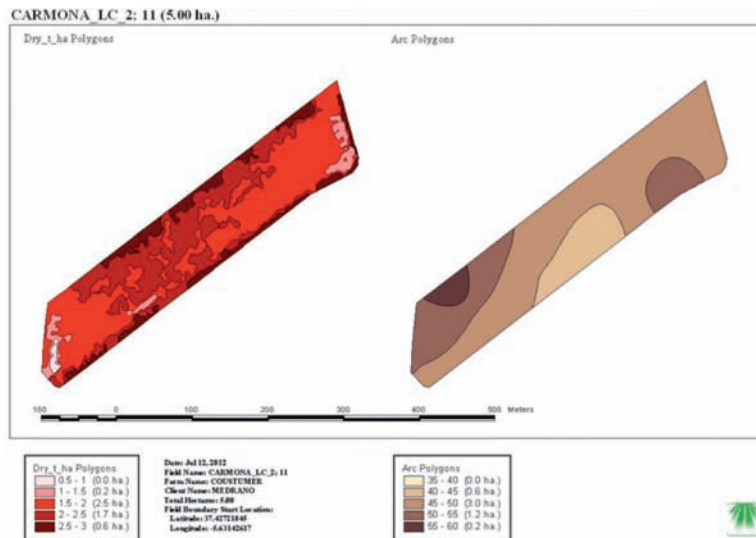 CARMONA_LC_2; 11 (5.00 ha.)
Dry_t_ha Polygons
Arc Polygons
100 0 100 200 300 400 500 Meters
Dry_t_ha Polygons
0.5 - 1 (0.0 ha.)
1 - 1.5 (0.2 ha.)
1.5 - 2 (2.5 ha.)
2 - 2.5 (1.7 ha.)
2.5 - 3 (0.6 ha.)
Date: Jul 12, 2012
Field Name: CARMONA_LC_2; 11
Farm Name: COUSTUMER
Client Name: MEDRANO
Total Hectares: 5.00
Field Boundary Start Location:
Latitude: 37.42721845
Longitude: -5.63142617
Arc Polygons
35 - 40 (0.0 ha.)
40 - 45 (0.6 ha.)
45 - 50 (3.0 ha.)
50 - 55 (1.2 ha.)
55 - 60 (0.2 ha.)